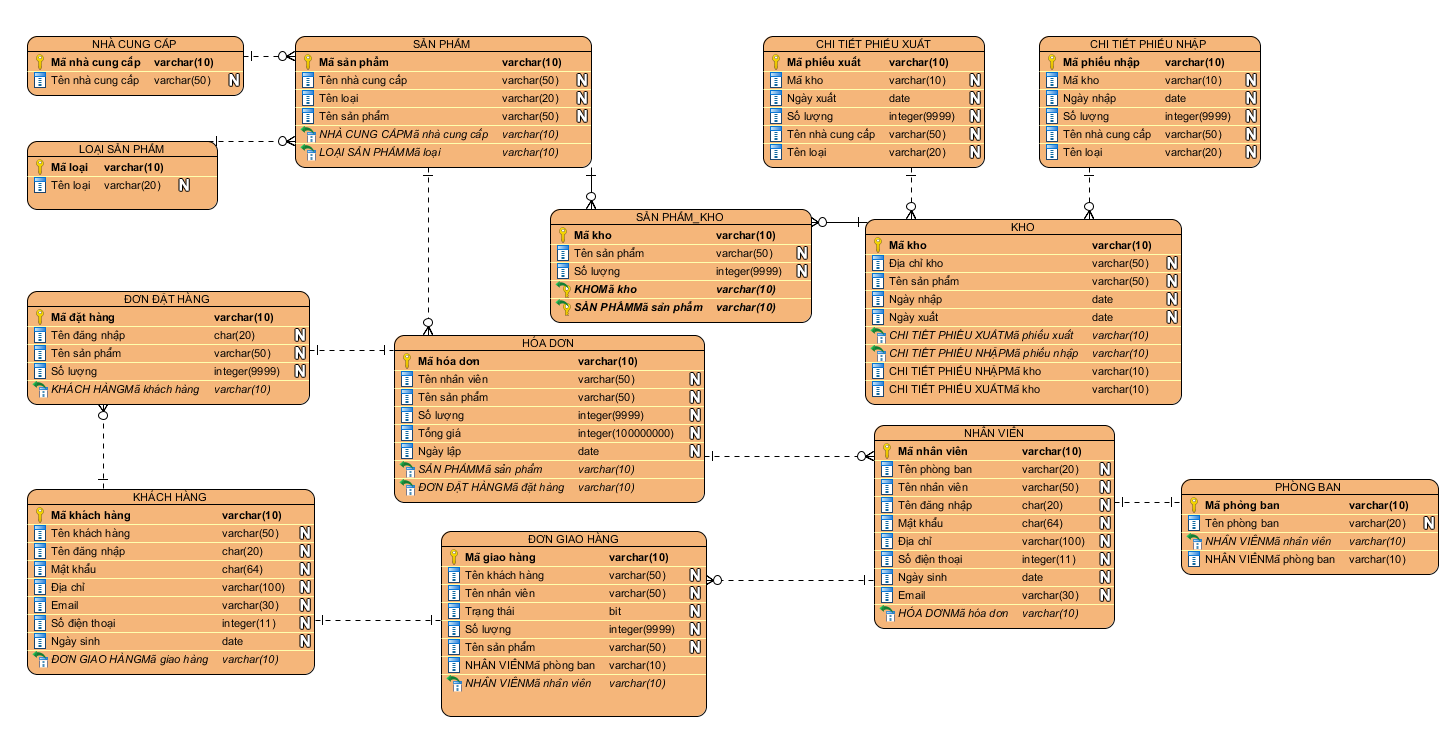 NHÀ CUNG CẤP
Mã nhà cung cấp varchar(10)
Tên nhà cung cấp varchar(50) N
LOẠI SẢN PHẨM
Mã loại varchar(10)
Tên loại varchar(20) N
SẢN PHẨM
Mã sản phẩm varchar(10)
Tên nhà cung cấp varchar(50) N
Tên loại varchar(20) N
Tên sản phẩm varchar(50) N
NHÀ CUNG CẤPMã nhà cung cấp varchar(10)
LOẠI SẢN PHẨMMã loại varchar(10)
CHI TIẾT PHIẾU XUẤT
Mã phiếu xuất varchar(10)
Mã kho varchar(10) N
Ngày xuất date N
Số lượng integer(9999) N
Tên nhà cung cấp varchar(50) N
Tên loại varchar(20) N
CHI TIẾT PHIẾU NHẬP
Mã phiếu nhập varchar(10)
Mã kho varchar(10) N
Ngày nhập date N
Số lượng integer(9999) N
Tên nhà cung cấp varchar(50) N
Tên loại varchar(20) N
SẢN PHẨM_KHO
Mã kho varchar(10)
Tên sản phẩm varchar(50) N
Số lượng integer(9999) N
KHOMã kho varchar(10)
SẢN PHẨMMã sản phẩm varchar(10)
KHO
Mã kho varchar(10)
Địa chỉ kho varchar(50) N
Tên sản phẩm varchar(50) N
Ngày nhập date N
Ngày xuất date N
CHI TIẾT PHIẾU XUẤTMã phiếu xuất varchar(10)
CHI TIẾT PHIẾU NHẬPMã phiếu nhập varchar(10)
CHI TIẾT PHIẾU NHẬPMã kho varchar(10)
CHI TIẾT PHIẾU XUẤTMã kho varchar(10)
ĐƠN ĐẶT HÀNG
Mã đặt hàng varchar(10)
Tên đăng nhập char(20) N
Tên sản phẩm varchar(50) N
Số lượng integer(9999) N
KHÁCH HÀNGMã khách hàng varchar(10)
HÓA DƠN
Mã hóa dơn varchar(10)
Tên nhân viên varchar(50) N
Tên sản phẩm varchar(50) N
Số lượng integer(9999) N
Tổng giá integer(100000000) N
Ngày lập date N
SẢN PHẨMMã sản phẩm varchar(10)
ĐƠN ĐẶT HÀNGMã đặt hàng varchar(10)
NHÂN VIÊN
Mã nhân viên varchar(10)
Tên phòng ban varchar(20) N
Tên nhân viên varchar(50) N
Tên đăng nhập char(20) N
Mật khẩu char(64) N
Địa chỉ varchar(100) N
Số điện thoại integer(11) N
Ngày sinh date N
Email varchar(30) N
HÓA DƠNMã hóa dơn varchar(10)
PHÒNG BAN
Mã phòng ban varchar(10)
Tên phòng ban varchar(20) N
NHÂN VIÊNMã nhân viên varchar(10)
NHÂN VIÊNMã phòng ban varchar(10)
KHÁCH HÀNG
Mã khách hàng varchar(10)
Tên khách hàng varchar(50) N
Tên đăng nhập char(20) N
Mật khẩu char(64) N
Địa chỉ varchar(100) N
Email varchar(30) N
Số điện thoại integer(11) N
Ngày sinh date N
ĐƠN GIAO HÀNGMã giao hàng varchar(10)
ĐƠN GIAO HÀNG
Mã giao hàng varchar(10)
Tên khách hàng varchar(50) N
Tên nhân viên varchar(50) N
Trạng thái bit N
Số lượng integer(9999) N
Tên sản phẩm varchar(50) N
NHÂN VIÊNMã phòng ban varchar(10)
NHÂN VIÊNMã nhân viên varchar(10)